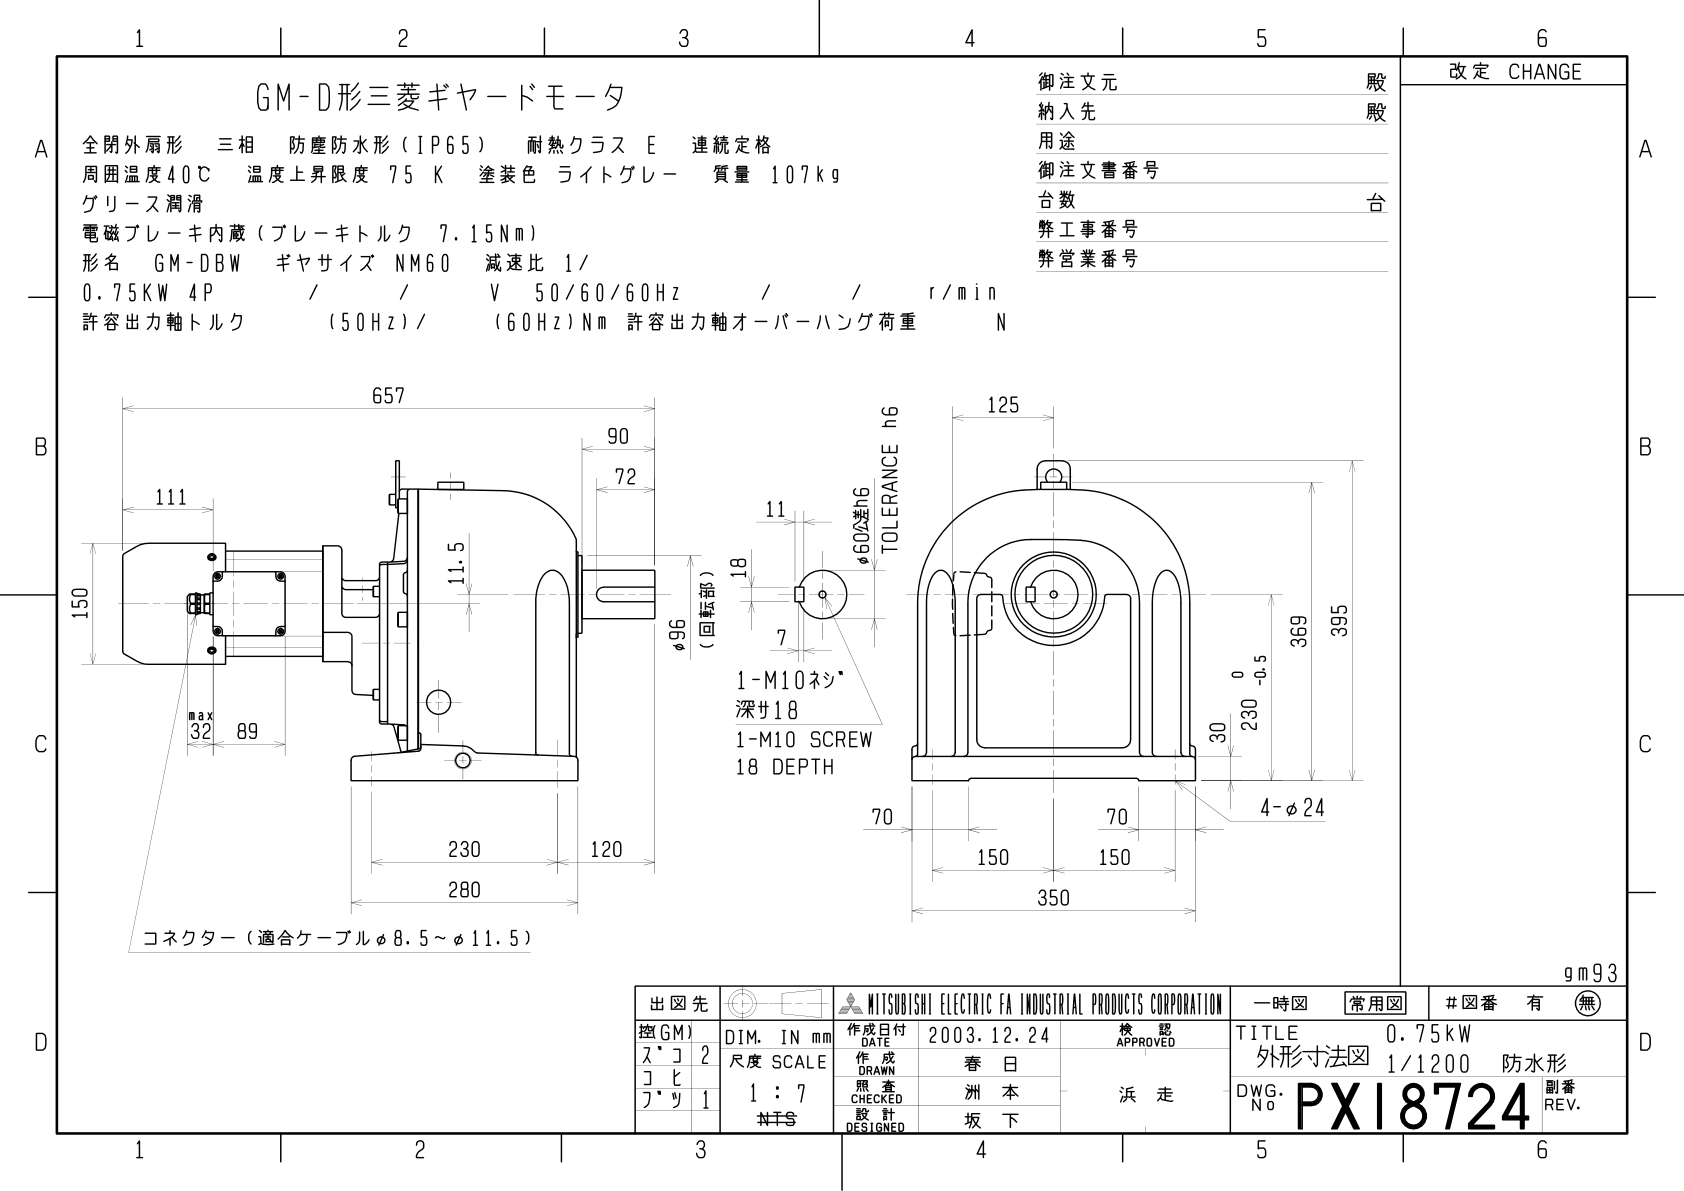 1 2 3 4 5 6
改定 CHANGE
GM-D形三菱ギヤードモータ
全閉外扇形 三相 防塵防水形(IP65) 耐熱クラス E 連続定格
周囲温度40℃ 温度上昇限度 75 K 塗装色 ライトグレー 質量 107kg
グリース潤滑
電磁ブレーキ内蔵(ブレーキトルク 7.15Nm)
形名 GM-DBW ギヤサイズ NM60 減速比 1/
0.75KW 4P / / V 50/60/60Hz / / r/min
許容出力軸トルク (50Hz)/ (60Hz)Nm 許容出力軸オーバーハング荷重 N
御注文元 殿
納入先 殿
用途
御注文書番号
台数 台
弊工事番号
弊営業番号
A A
B B
C C
D D
657
90
72
111
150
11.5
φ96
(回転部)
max
32
89
230
120
280
コネクター(適合ケーブルφ8.5~φ11.5)
11
18
7
φ60公差h6
TOLERANCE h6
1-M10ネジ
深サ18
1-M10 SCREW
18 DEPTH
125
369
395
0
230 -0.5
30
4-φ24
70
70
150
150
350
gm93
出図先
控(GM)
ズコ 2
コヒ
ブツ 1
DIM. IN mm
尺度 SCALE
1 : 7
NTS
MITSUBISHI ELECTRIC FA INDUSTRIAL PRODUCTS CORPORATION
作成日付 DATE 2003.12.24
検 認 APPROVED
作 成 DRAWN 春 日
照 査 CHECKED 洲 本
浜 走
設 計 DESIGNED 坂 下
一時図 常用図 #図番 有 無
TITLE 0.75kW
外形寸法図 1/1200 防水形
DWG. No PX18724 副番 REV.
1 2 3 4 5 6